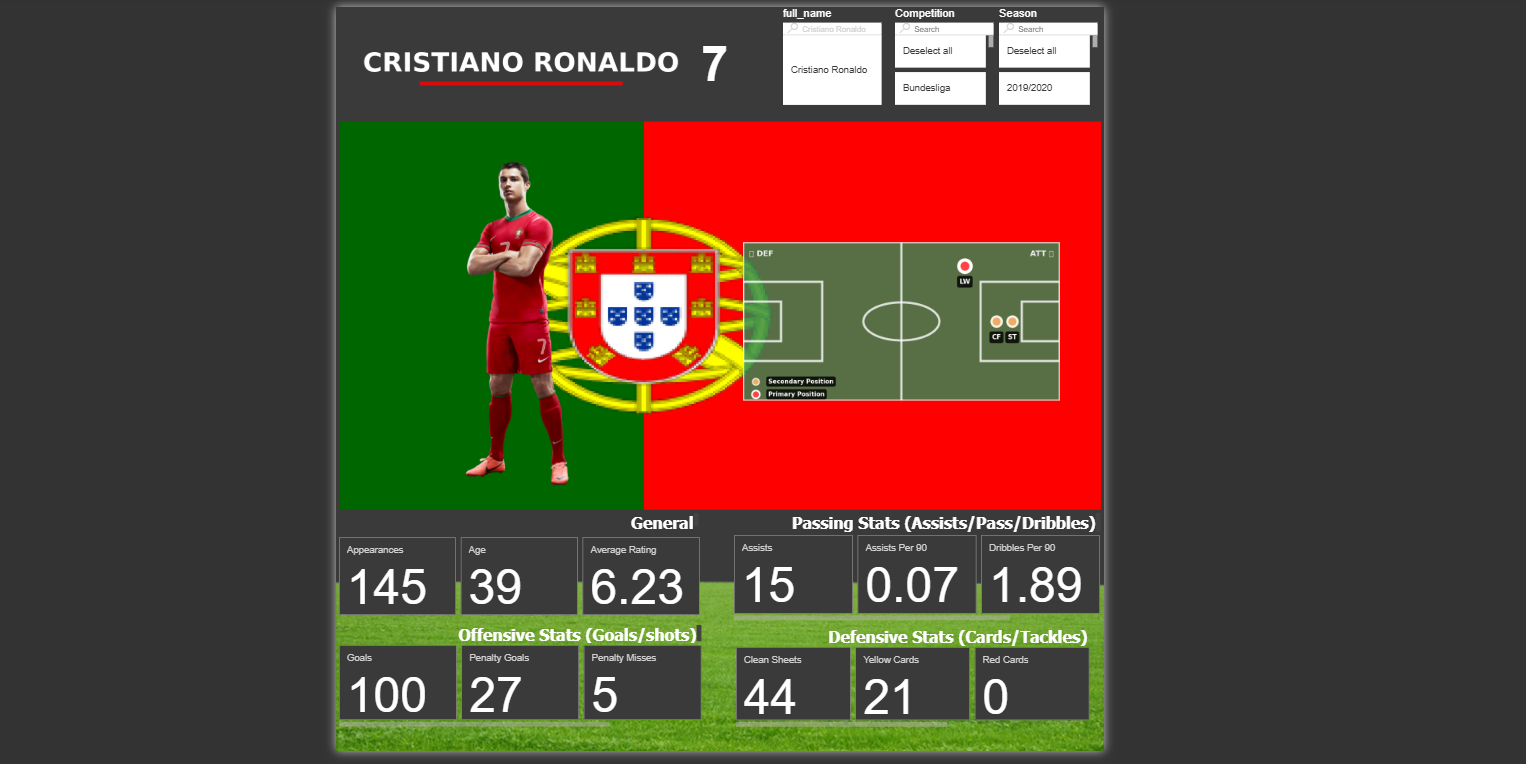 full_name
Competition
Season
Cristiano Ronaldo
Search
Search
Deselect all
Deselect all
Cristiano Ronaldo
Bundesliga
2019/2020
CRISTIANO RONALDO 7
DEF
ATT
LW
CF
ST
Secondary Position
Primary Position
7
7
General
Appearances
145
Age
39
Average Rating
6.23
Passing Stats (Assists/Pass/Dribbles)
Assists
15
Assists Per 90
0.07
Dribbles Per 90
1.89
Offensive Stats (Goals/shots)
Goals
100
Penalty Goals
27
Penalty Misses
5
Defensive Stats (Cards/Tackles)
Clean Sheets
44
Yellow Cards
21
Red Cards
0